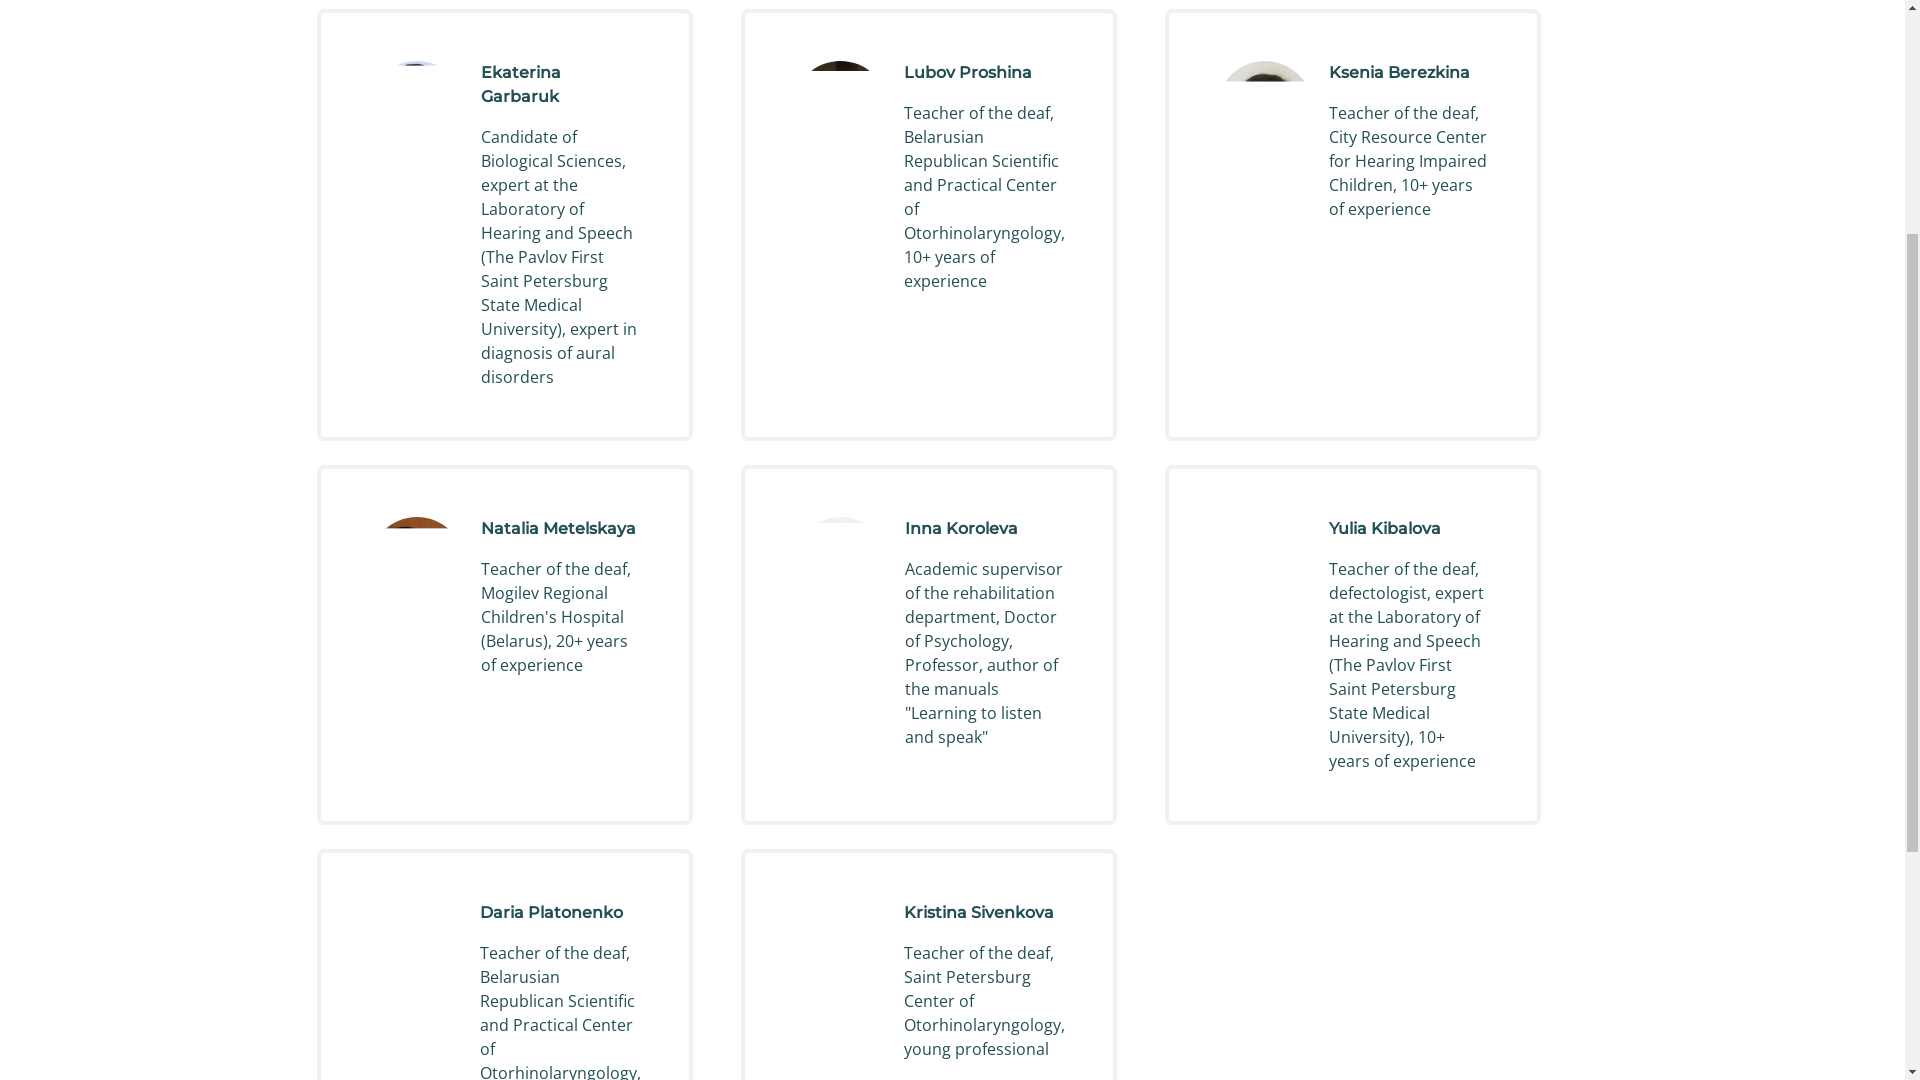 Ekaterina
Garbaruk
Candidate of
Biological Sciences,
expert at the
Laboratory of
Hearing and Speech
(The Pavlov First
Saint Petersburg
State Medical
University), expert in
diagnosis of aural
disorders
Lubov Proshina
Teacher of the deaf,
Belarusian
Republican Scientific
and Practical Center
of
Otorhinolaryngology,
10+ years of
experience
Ksenia Berezkina
Teacher of the deaf,
City Resource Center
for Hearing Impaired
Children, 10+ years
of experience
Natalia Metelskaya
Teacher of the deaf,
Mogilev Regional
Children's Hospital
(Belarus), 20+ years
of experience
Inna Koroleva
Academic supervisor
of the rehabilitation
department, Doctor
of Psychology,
Professor, author of
the manuals
"Learning to listen
and speak"
Yulia Kibalova
Teacher of the deaf,
defectologist, expert
at the Laboratory of
Hearing and Speech
(The Pavlov First
Saint Petersburg
State Medical
University), 10+
years of experience
Daria Platonenko
Teacher of the deaf,
Belarusian
Republican Scientific
and Practical Center
of
Otorhinolaryngology,
Kristina Sivenkova
Teacher of the deaf,
Saint Petersburg
Center of
Otorhinolaryngology,
young professional